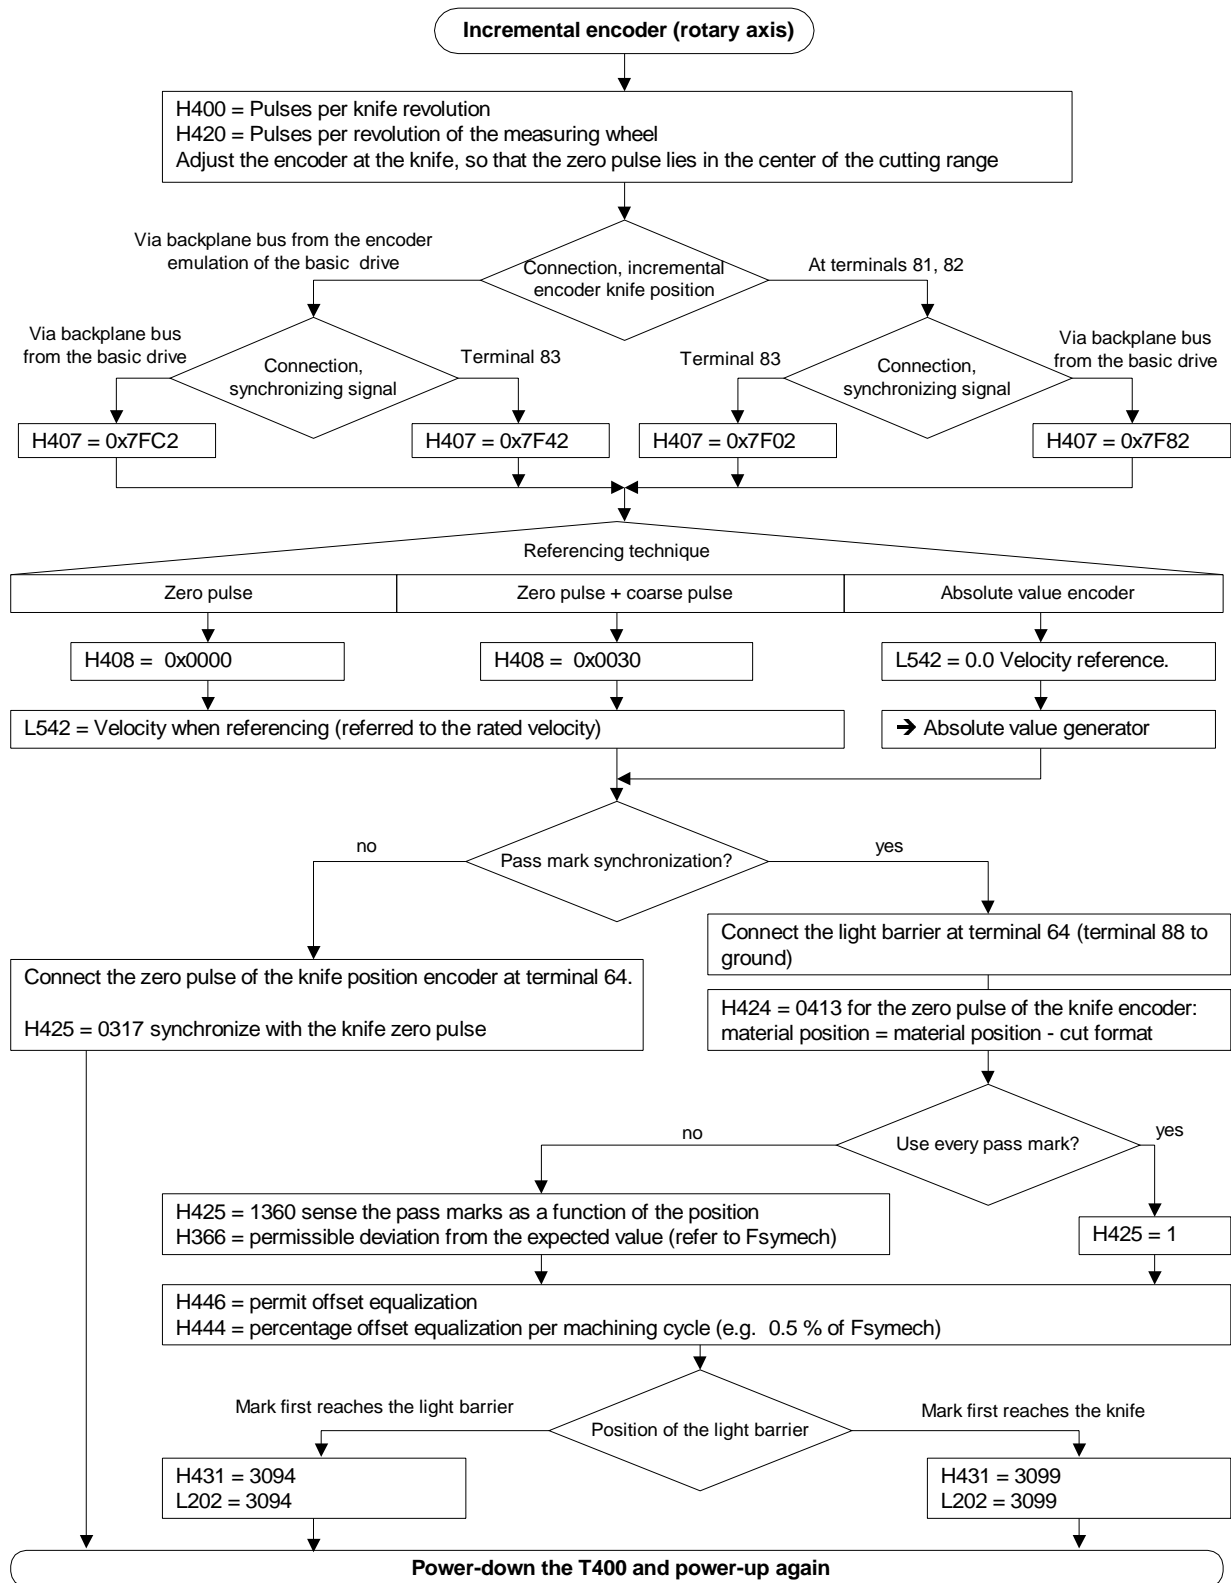 Incremental encoder (rotary axis)
H400 = Pulses per knife revolution
H420 = Pulses per revolution of the measuring wheel
Adjust the encoder at the knife, so that the zero pulse lies in the center of the cutting range
Via backplane bus from the encoder
emulation of the basic drive
Connection, incremental
encoder knife position
At terminals 81, 82
Via backplane bus
from the basic drive
Connection,
synchronizing signal
Terminal 83
Terminal 83
Connection,
synchronizing signal
Via backplane bus
from the basic drive
H407 = 0x7FC2
H407 = 0x7F42
H407 = 0x7F02
H407 = 0x7F82
Referencing technique
Zero pulse
Zero pulse + coarse pulse
Absolute value encoder
H408 = 0x0000
H408 = 0x0030
L542 = 0.0 Velocity reference.
L542 = Velocity when referencing (referred to the rated velocity)
➔ Absolute value generator
no
Pass mark synchronization?
yes
Connect the zero pulse of the knife position encoder at terminal 64.
H425 = 0317 synchronize with the knife zero pulse
Connect the light barrier at terminal 64 (terminal 88 to
ground)
H424 = 0413 for the zero pulse of the knife encoder:
material position = material position - cut format
no
Use every pass mark?
yes
H425 = 1360 sense the pass marks as a function of the position
H366 = permissible deviation from the expected value (refer to Fsymech)
H425 = 1
H446 = permit offset equalization
H444 = percentage offset equalization per machining cycle (e.g. 0.5 % of Fsymech)
Mark first reaches the light barrier
Position of the light barrier
Mark first reaches the knife
H431 = 3094
L202 = 3094
H431 = 3099
L202 = 3099
Power-down the T400 and power-up again